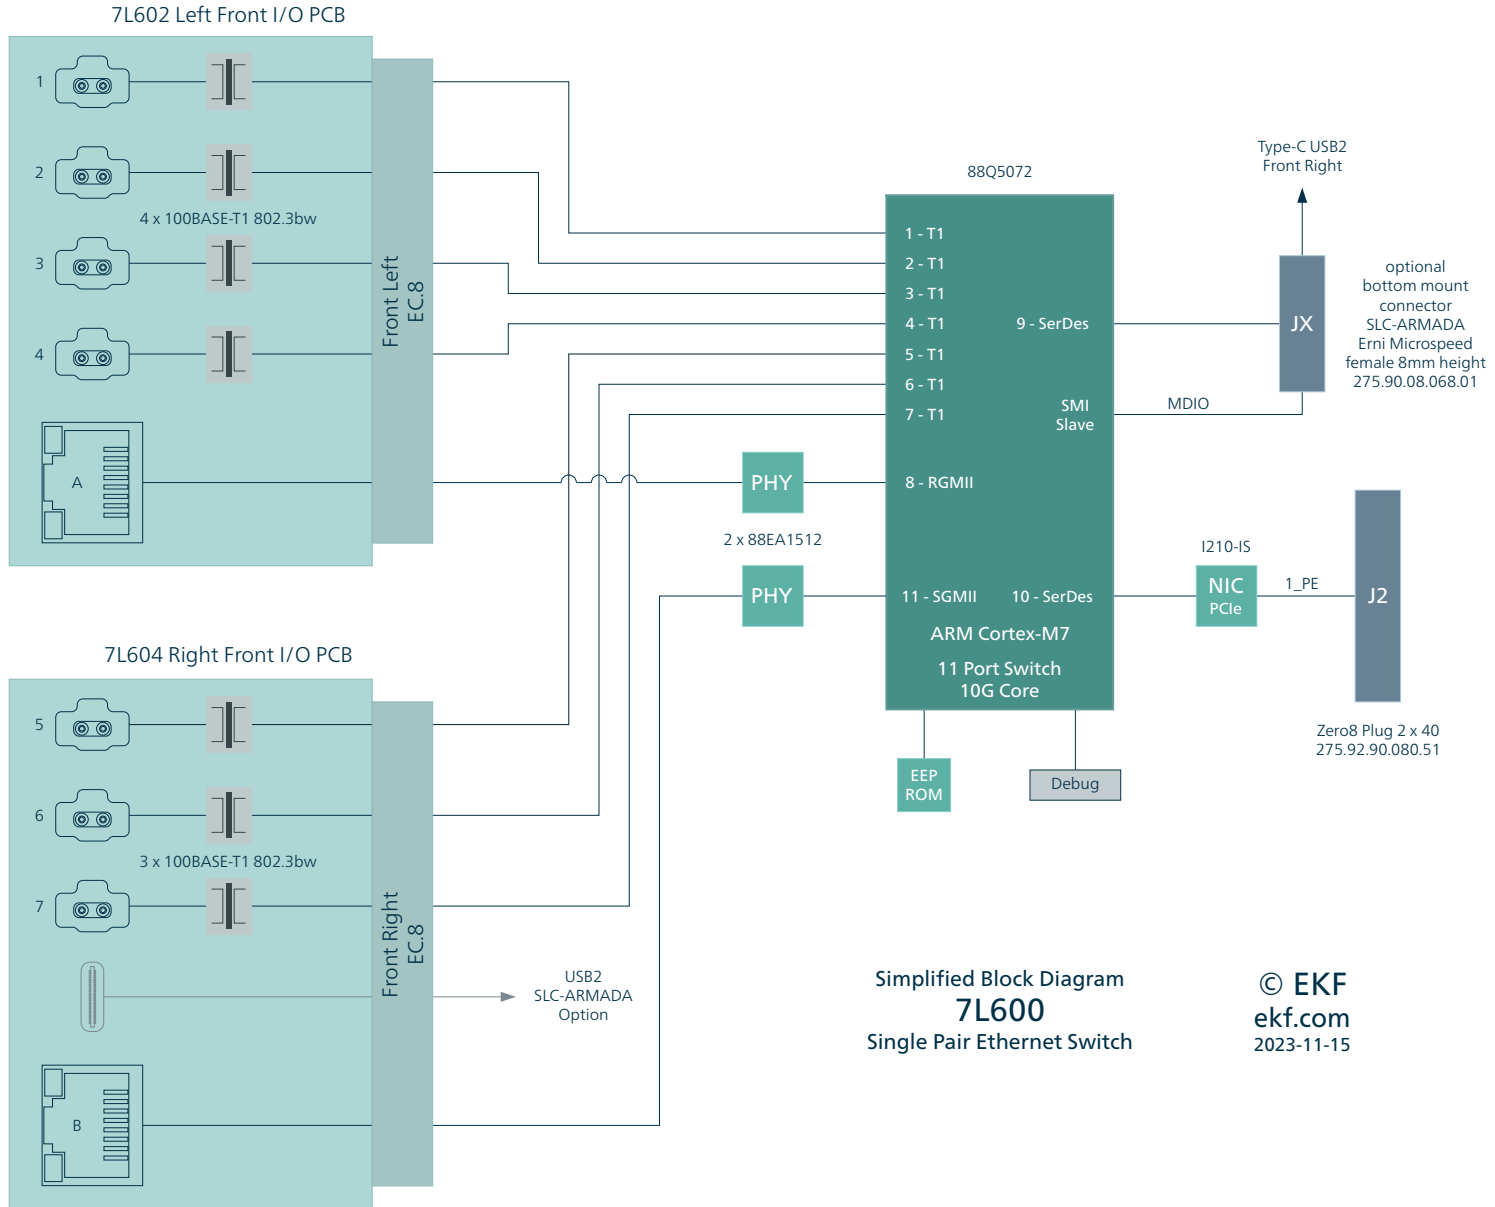 7L602 Left Front I/O PCB
1
2
4 x 100BASE-T1 802.3bw
3
4
A
Front Left
EC.8
7L604 Right Front I/O PCB
5
6
3 x 100BASE-T1 802.3bw
7
B
Front Right
EC.8
USB2
SLC-ARMADA
Option
PHY
2 x 88EA1512
PHY
88Q5072
1 - T1
2 - T1
3 - T1
4 - T1
5 - T1
6 - T1
7 - T1
8 - RGMII
11 - SGMII
9 - SerDes
SMI
Slave
10 - SerDes
ARM Cortex-M7
11 Port Switch
10G Core
EEP
ROM
Debug
MDIO
Type-C USB2
Front Right
JX
optional
bottom mount
connector
SLC-ARMADA
Erni Microspeed
female 8mm height
275.90.08.068.01
I210-IS
NIC
PCIe
1_PE
J2
Zero8 Plug 2 x 40
275.92.90.080.51
Simplified Block Diagram
7L600
Single Pair Ethernet Switch
© EKF
ekf.com
2023-11-15